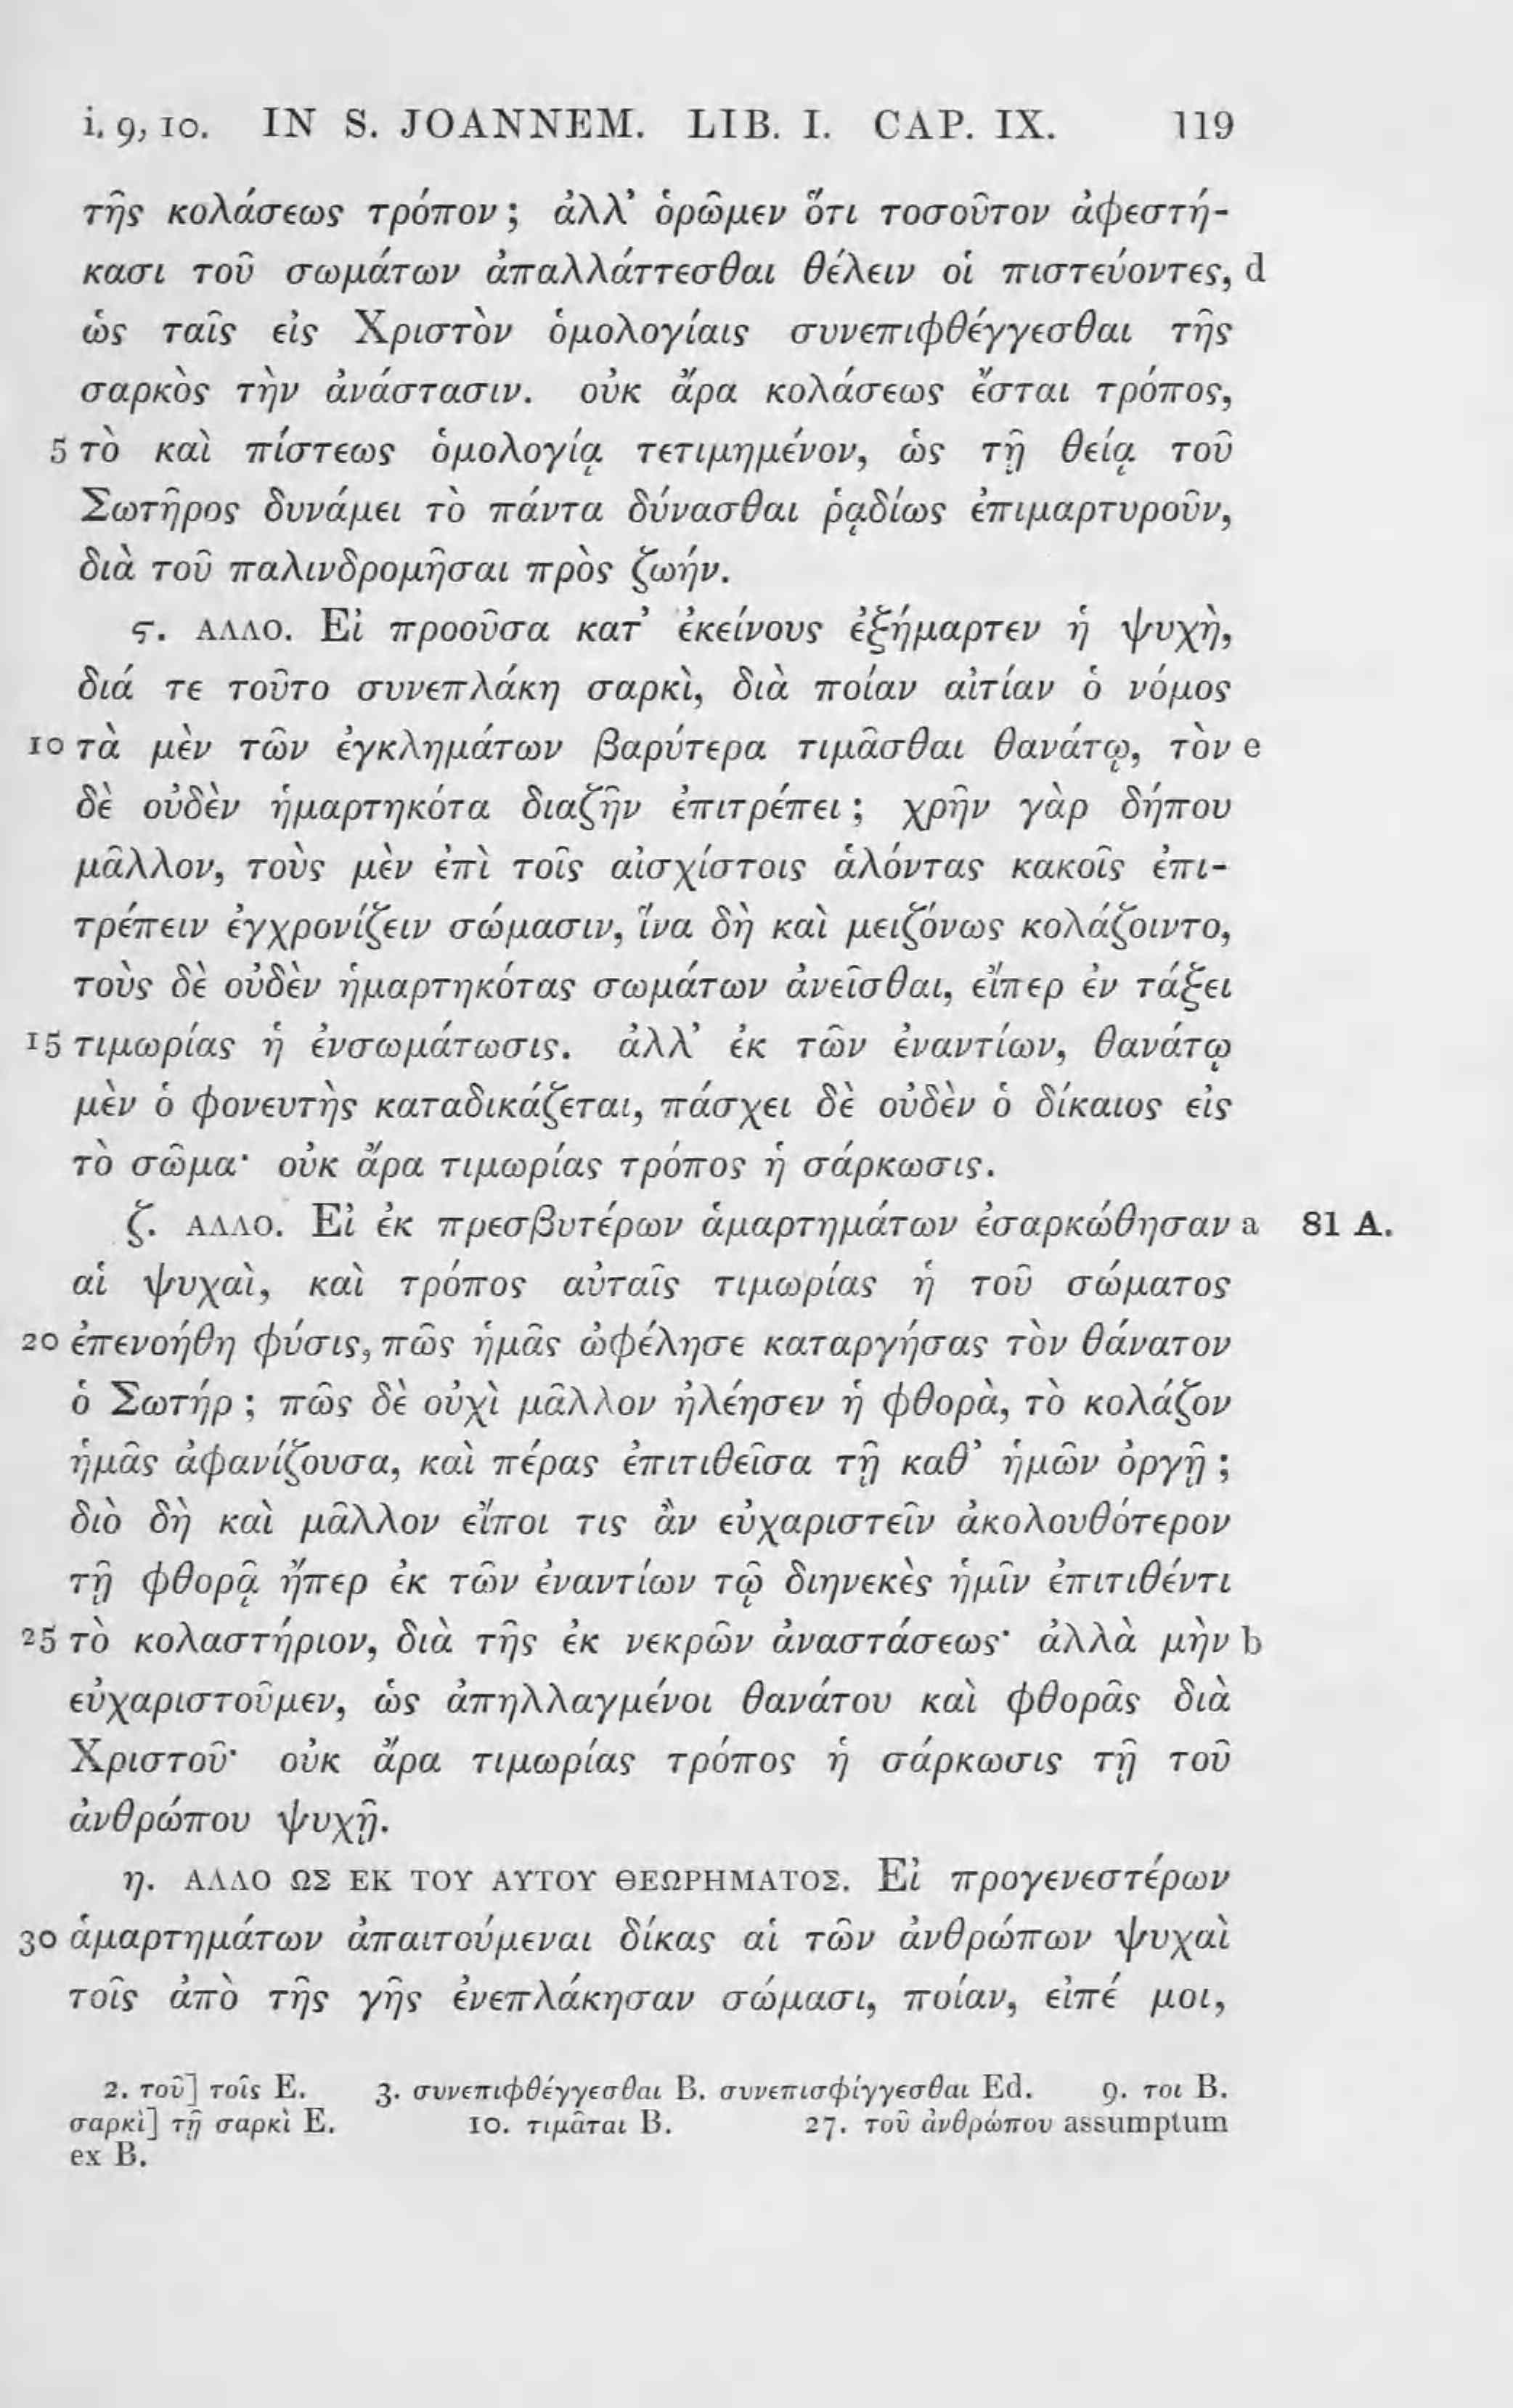 i. 9, 10. IN S. JOANNEM. LIB. I. CAP. IX. 119
τῆς κολάσεως τρόπον ; ἀλλ’ ὁρῶμεν ὅτι τοσοῦτον ἀφεστή-
κασι τοῦ σωμάτων ἀπαλλάττεσθαι θέλειν οἱ πιστεύοντες, d
ὡς ταῖς εἰς Χριστὸν ὁμολογίαις συνεπιφθέγγεσθαι τῆς
σαρκὸς τὴν ἀνάστασιν. οὐκ ἄρα κολάσεως ἔσται τρόπος,
5 τὸ καὶ πίστεως ὁμολογίᾳ τετιμημένον, ὡς τῇ θείᾳ τοῦ
Σωτῆρος δυνάμει τὸ πάντα δύνασθαι ῥᾳδίως ἐπιμαρτυροῦν,
διὰ τοῦ παλινδρομῆσαι πρὸς ζωήν.
ϛ. ΑΛΛΟ. Εἰ προοῦσα κατ’ ἐκείνους ἐξήμαρτεν ἡ ψυχὴ,
διά τε τοῦτο συνεπλάκη σαρκὶ, διὰ ποίαν αἰτίαν ὁ νόμος
10 τὰ μὲν τῶν ἐγκλημάτων βαρύτερα τιμᾶσθαι θανάτῳ, τὸν e
δὲ οὐδὲν ἡμαρτηκότα διαζῆν ἐπιτρέπει ; χρῆν γὰρ δήπου
μᾶλλον, τοὺς μὲν ἐπὶ τοῖς αἰσχίστοις ἁλόντας κακοῖς ἐπι-
τρέπειν ἐγχρονίζειν σώμασιν, ἵνα δὴ καὶ μειζόνως κολάζοιντο,
τοὺς δὲ οὐδὲν ἡμαρτηκότας σωμάτων ἀνεῖσθαι, εἴπερ ἐν τάξει
15 τιμωρίας ἡ ἐνσωμάτωσις. ἀλλ’ ἐκ τῶν ἐναντίων, θανάτῳ
μὲν ὁ φονευτὴς καταδικάζεται, πάσχει δὲ οὐδὲν ὁ δίκαιος εἰς
τὸ σῶμα· οὐκ ἄρα τιμωρίας τρόπος ἡ σάρκωσις.
ζ. ΑΛΛΟ. Εἰ ἐκ πρεσβυτέρων ἁμαρτημάτων ἐσαρκώθησαν a 81 A.
αἱ ψυχαὶ, καὶ τρόπος αὐταῖς τιμωρίας ἡ τοῦ σώματος
20 ἐπενοήθη φύσις, πῶς ἡμᾶς ὠφέλησε καταργήσας τὸν θάνατον
ὁ Σωτήρ ; πῶς δὲ οὐχὶ μᾶλλον ἠλέησεν ἡ φθορὰ, τὸ κολάζον
ἡμᾶς ἀφανίζουσα, καὶ πέρας ἐπιτιθεῖσα τῇ καθ’ ἡμῶν ὀργῇ ;
διὸ δὴ καὶ μᾶλλον εἴποι τις ἂν εὐχαριστεῖν ἀκολουθότερον
τῇ φθορᾷ ἤπερ ἐκ τῶν ἐναντίων τῷ διηνεκὲς ἡμῖν ἐπιτιθέντι
25 τὸ κολαστήριον, διὰ τῆς ἐκ νεκρῶν ἀναστάσεως· ἀλλὰ μὴν b
εὐχαριστοῦμεν, ὡς ἀπηλλαγμένοι θανάτου καὶ φθορᾶς διὰ
Χριστοῦ· οὐκ ἄρα τιμωρίας τρόπος ἡ σάρκωσις τῇ τοῦ
ἀνθρώπου ψυχῇ.
η. ΑΛΛΟ ΩΣ ΕΚ ΤΟΥ ΑΥΤΟΥ ΘΕΩΡΗΜΑΤΟΣ. Εἰ προγενεστέρων
30 ἁμαρτημάτων ἀπαιτούμεναι δίκας αἱ τῶν ἀνθρώπων ψυχαὶ
τοῖς ἀπὸ τῆς γῆς ἐνεπλάκησαν σώμασι, ποίαν, εἰπέ μοι,
2. τοῦ] τοῖς E. 3. συνεπιφθέγγεσθαι B. συνεπισφίγγεσθαι Ed. 9. τοι B.
σαρκὶ] τῇ σαρκὶ E. 10. τιμᾶται B. 27. τοῦ ἀνθρώπου assumptum
ex B.